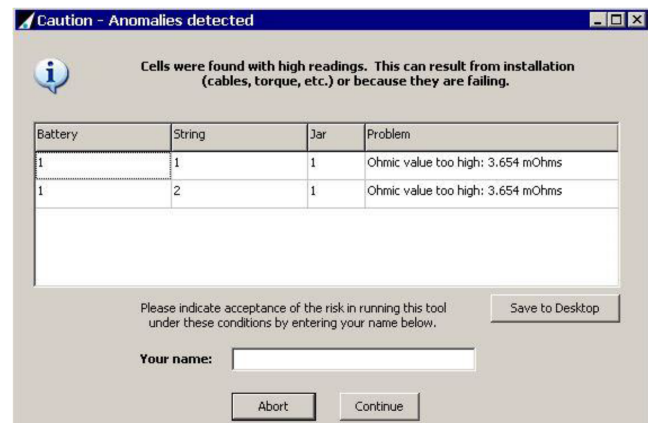 Caution - Anomalies detected
Cells were found with high readings. This can result from installation
(cables, torque, etc.) or because they are failing.
Battery String Jar Problem
1 1 1 Ohmic value too high: 3.654 mOhms
1 2 1 Ohmic value too high: 3.654 mOhms
Please indicate acceptance of the risk in running this tool
under these conditions by entering your name below.
Save to Desktop
Your name:
Abort Continue